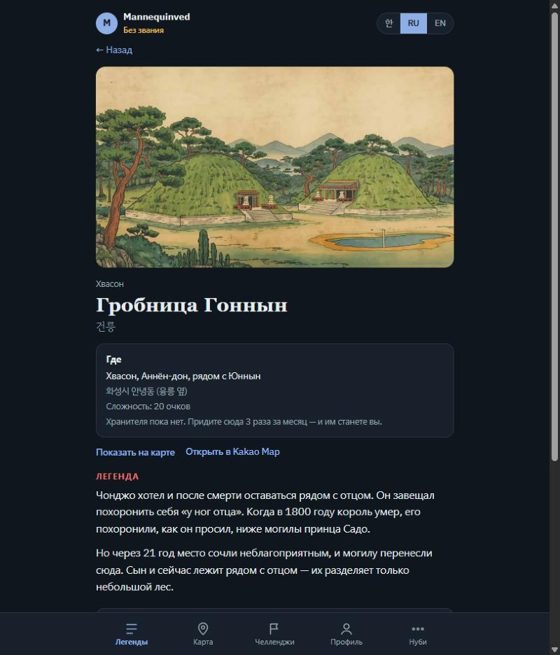 M
Mannequinved
Без звания
한 RU EN
← Назад
Хвасон
Гробница Гоннын
건릉
Где
Хвасон, Аннён-дон, рядом с Юннын
화성시 안녕동 (융릉 옆)
Сложность: 20 очков
Хранителя пока нет. Придите сюда 3 раза за месяц — и им станете вы.
Показать на карте Открыть в Kakao Map
ЛЕГЕНДА
Чонджо хотел и после смерти оставаться рядом с отцом. Он завещал
похоронить себя «у ног отца». Когда в 1800 году король умер, его
похоронили, как он просил, ниже могилы принца Садо.
Но через 21 год место сочли неблагоприятным, и могилу перенесли
сюда. Сын и сейчас лежит рядом с отцом — их разделяет только
небольшой лес.
Легенды Карта Челленджи Профиль Нуби